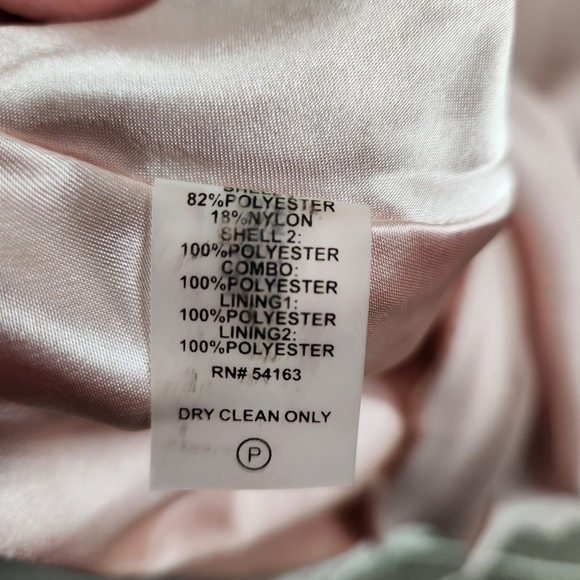 82%POLYESTER
18%NYLON
SHELL 2:
100%POLYESTER
COMBO:
100%POLYESTER
LINING1:
100%POLYESTER
LINING2:
100%POLYESTER
RN# 54163
DRY CLEAN ONLY
P